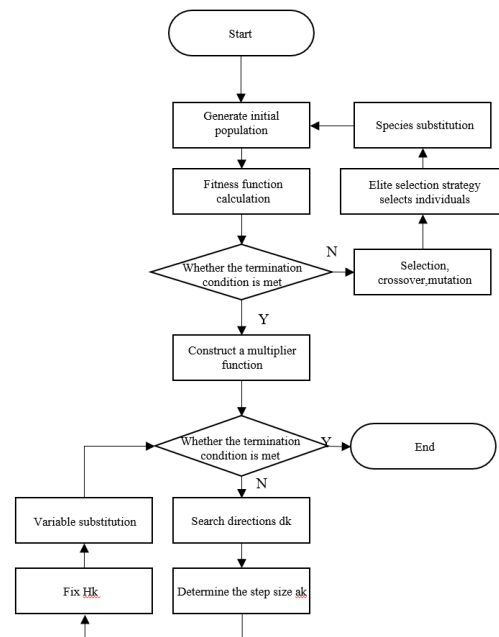 Start
Generate initial
population
Species substitution
Fitness function
calculation
Elite selection strategy
selects individuals
Whether the termination
condition is met
N
Selection,
crossover,mutation
Y
Construct a multiplier
function
Whether the termination
condition is met
Y
End
N
Variable substitution
Search directions dk
Fix Hk
Determine the step size ak